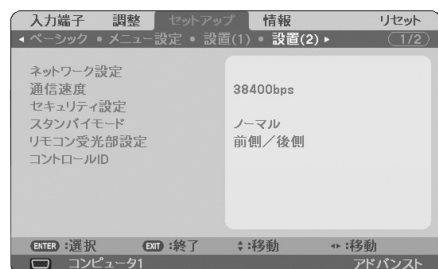 入力端子 調整 セットアップ 情報 リセット
◂ ベーシック • メニュー設定 • 設置(1) • 設置(2) ▸ 1/2
ネットワーク設定
通信速度 38400bps
セキュリティ設定
スタンバイモード ノーマル
リモコン受光部設定 前側／後側
コントロールID
ENTER :選択 EXIT :終了 :移動 :移動
コンピュータ1 アドバンスト